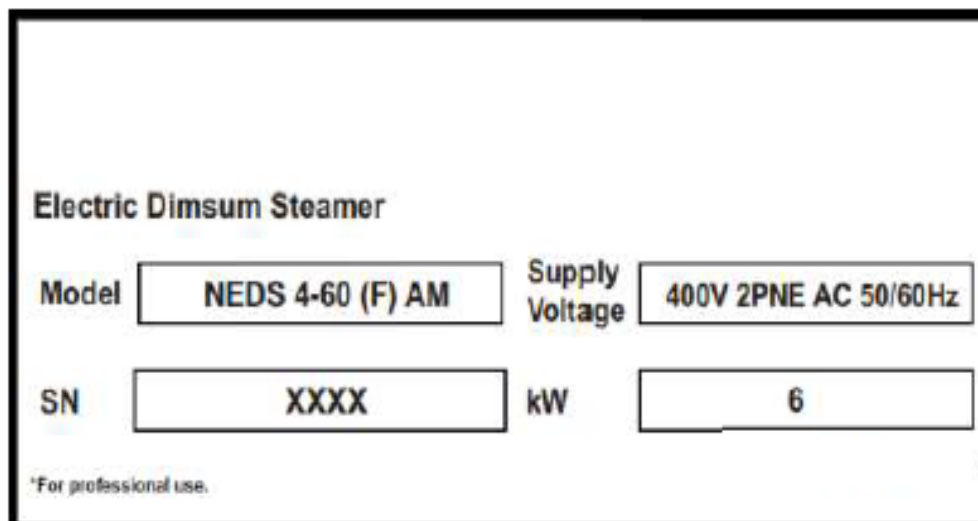 Electric Dimsum Steamer
Model NEDS 4-60 (F) AM Supply Voltage 400V 2PNE AC 50/60Hz
SN XXXX kW 6
*For professional use.